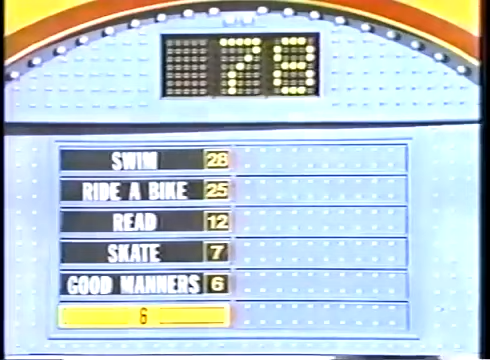 78
SWIM 28
RIDE A BIKE 25
READ 12
SKATE 7
GOOD MANNERS 6
6